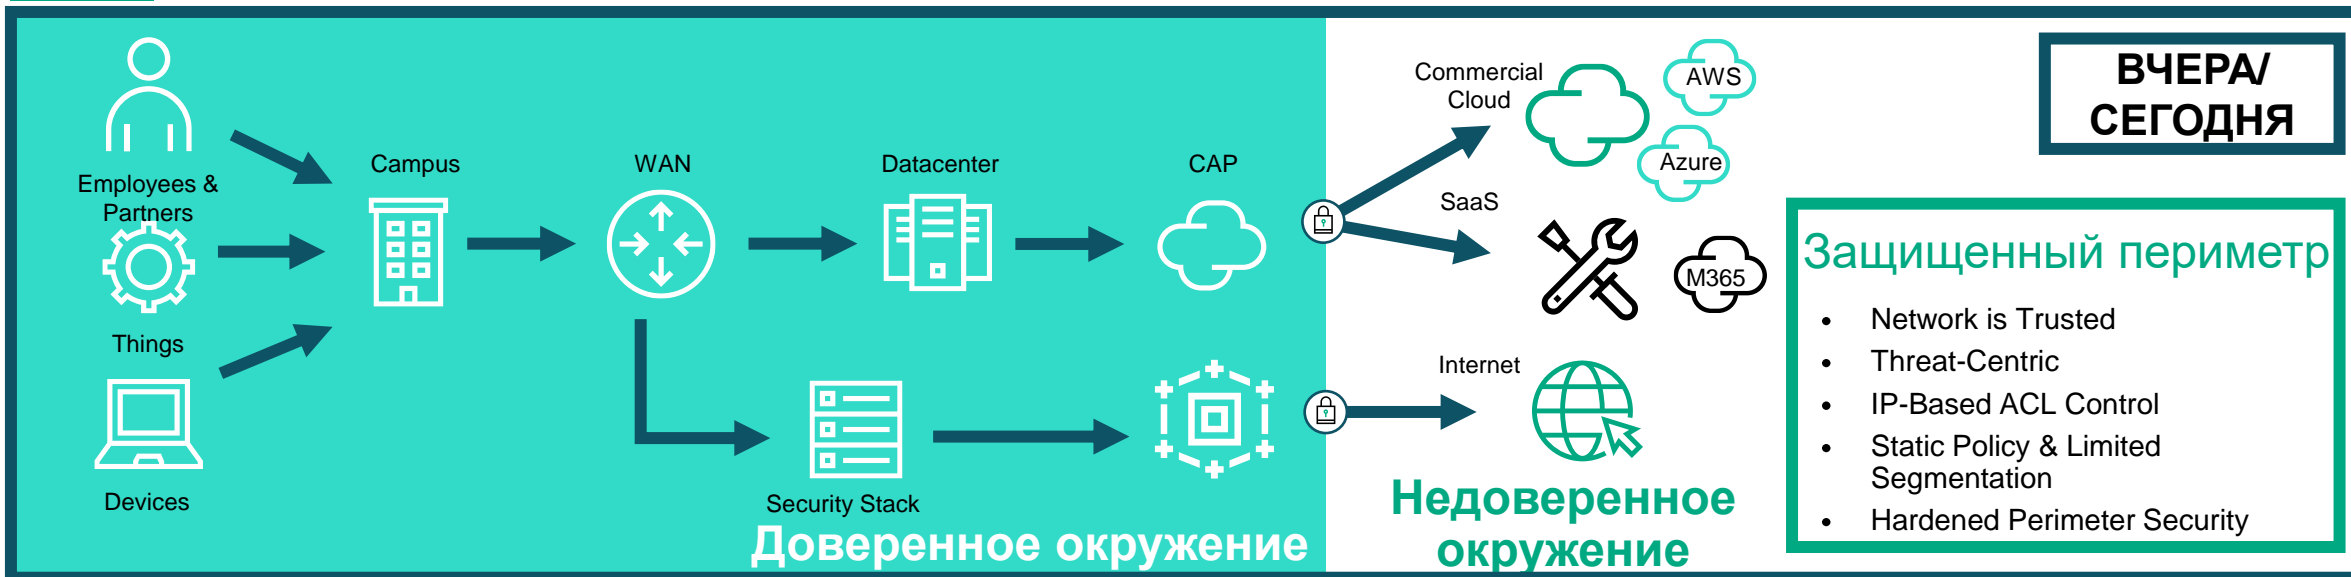 Employees &
Partners
Things
Devices
Campus
WAN
Datacenter
CAP
Security Stack
Доверенное окружение
Commercial
Cloud
AWS
Azure
SaaS
M365
Internet
Недоверенное
окружение
ВЧЕРА/
СЕГОДНЯ
Защищенный периметр
• Network is Trusted
• Threat-Centric
• IP-Based ACL Control
• Static Policy & Limited
Segmentation
• Hardened Perimeter Security